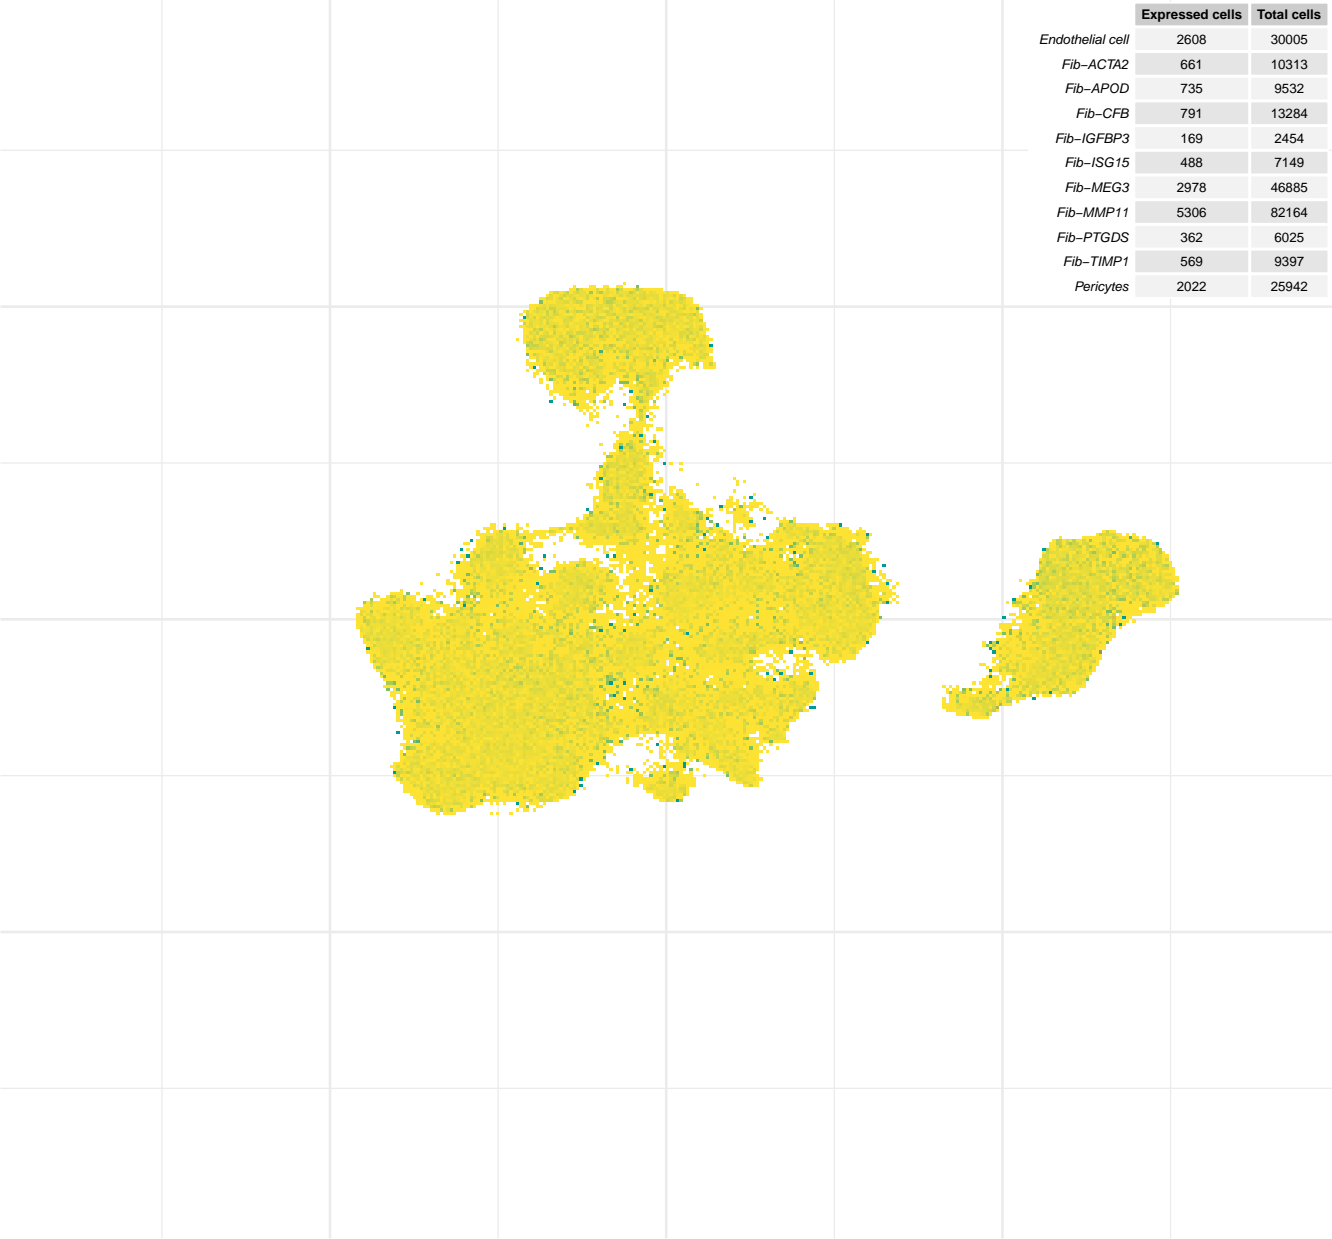 Expressed cells Total cells
Endothelial cell 2608 30005
Fib−ACTA2 661 10313
Fib−APOD 735 9532
Fib−CFB 791 13284
Fib−IGFBP3 169 2454
Fib−ISG15 488 7149
Fib−MEG3 2978 46885
Fib−MMP11 5306 82164
Fib−PTGDS 362 6025
Fib−TIMP1 569 9397
Pericytes 2022 25942